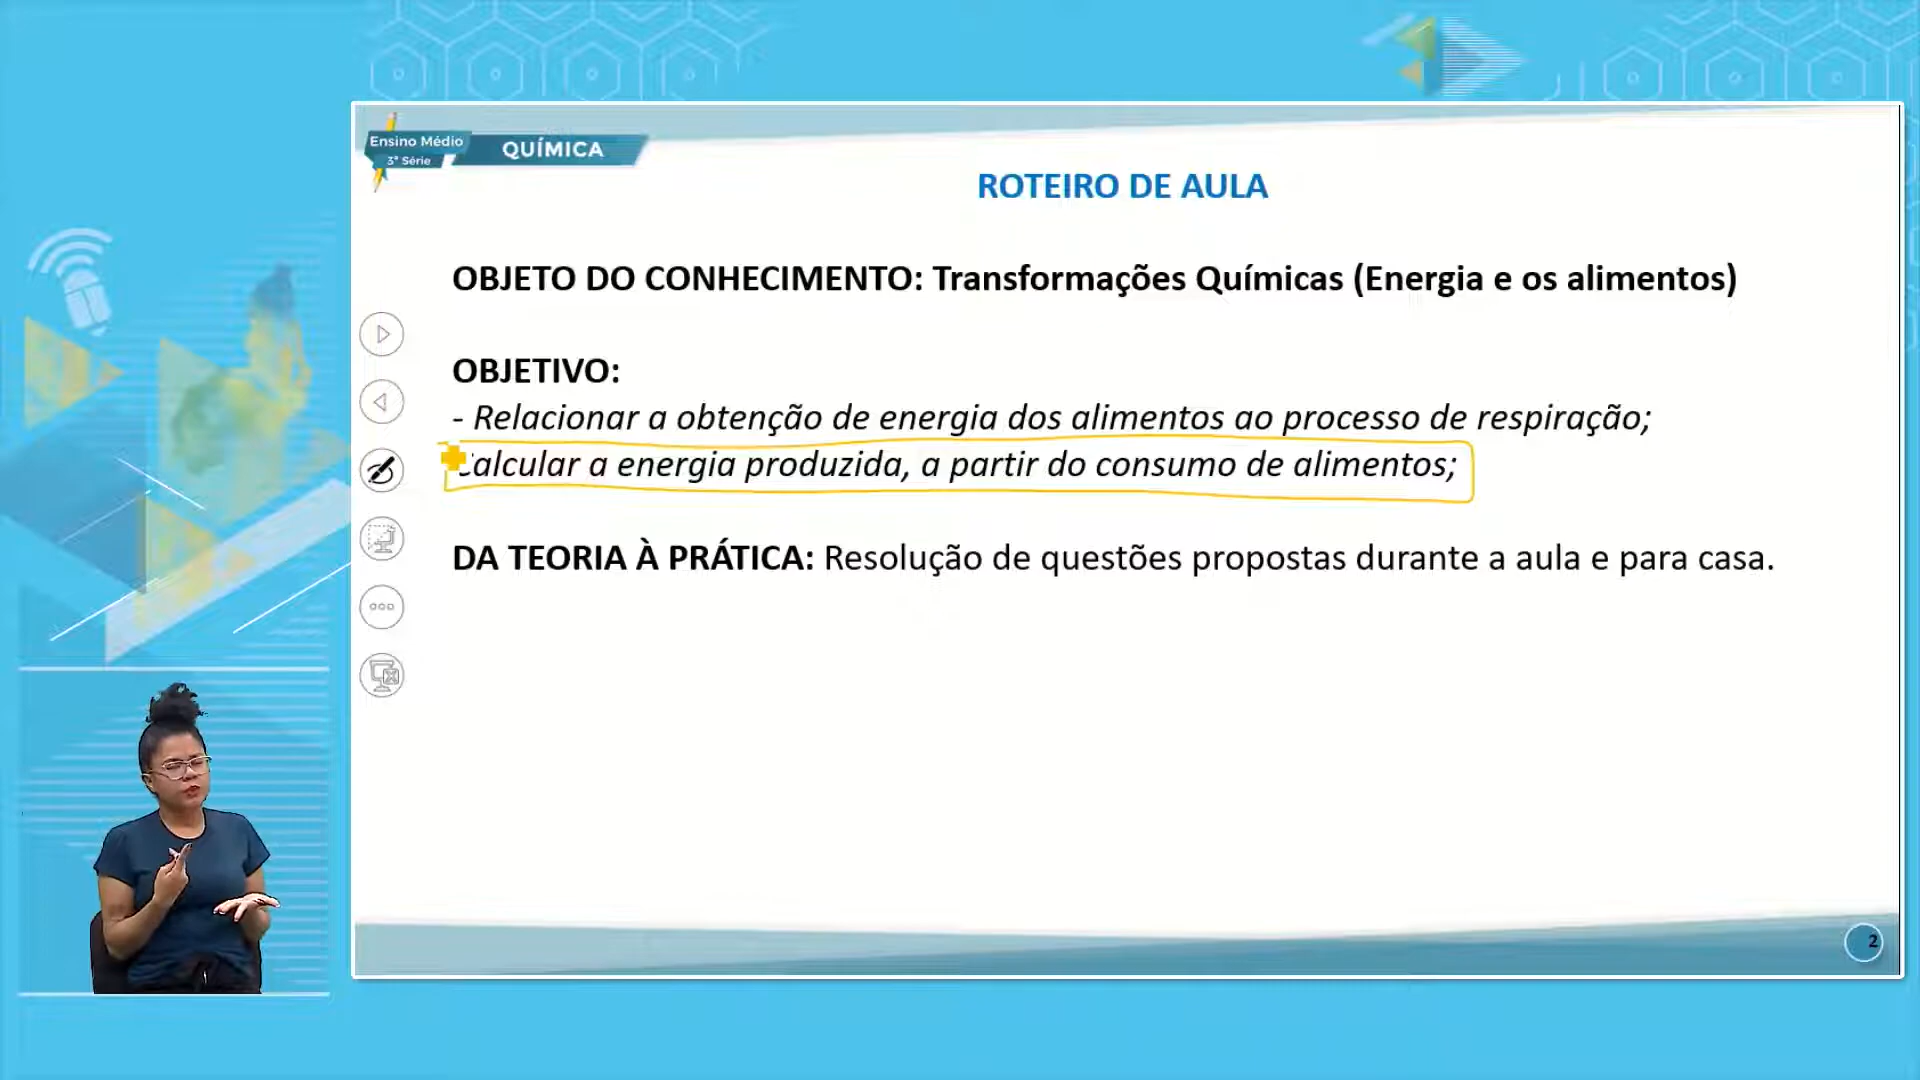 Ensino Médio
3ª Série
QUÍMICA
ROTEIRO DE AULA
OBJETO DO CONHECIMENTO: Transformações Químicas (Energia e os alimentos)
OBJETIVO:
- Relacionar a obtenção de energia dos alimentos ao processo de respiração;
Calcular a energia produzida, a partir do consumo de alimentos;
DA TEORIA À PRÁTICA: Resolução de questões propostas durante a aula e para casa.
2